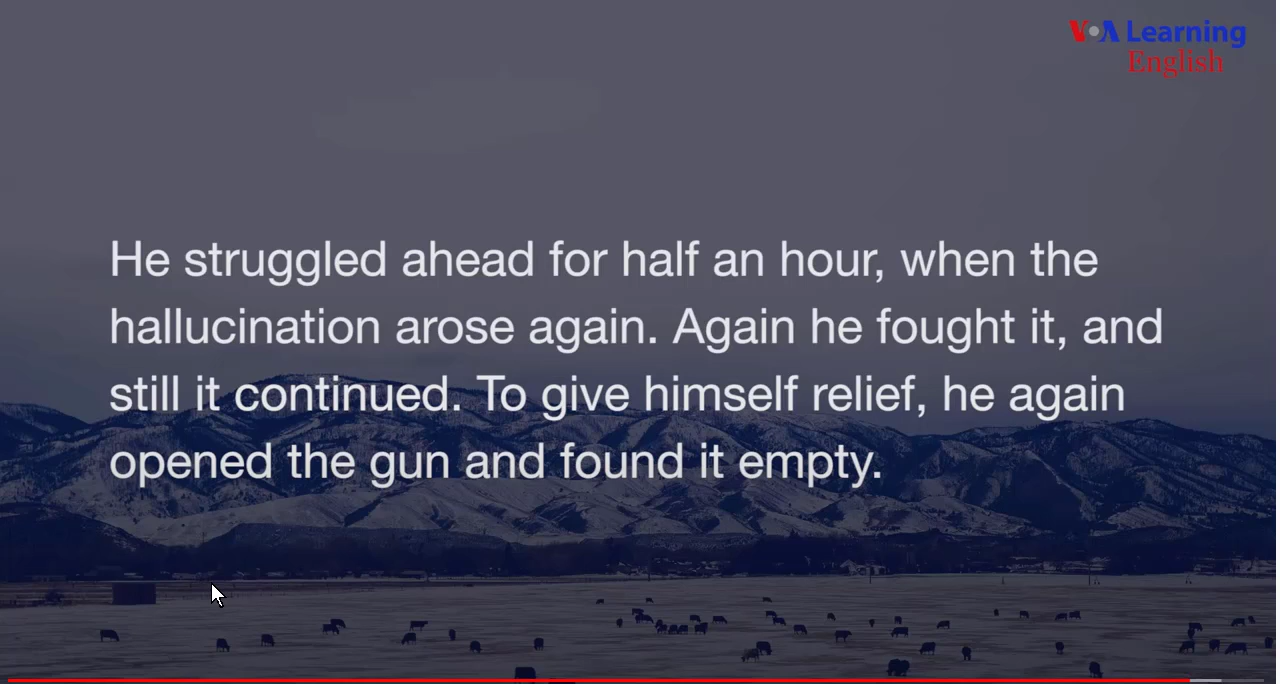 VOA Learning
English
He struggled ahead for half an hour, when the
hallucination arose again. Again he fought it, and
still it continued. To give himself relief, he again
opened the gun and found it empty.